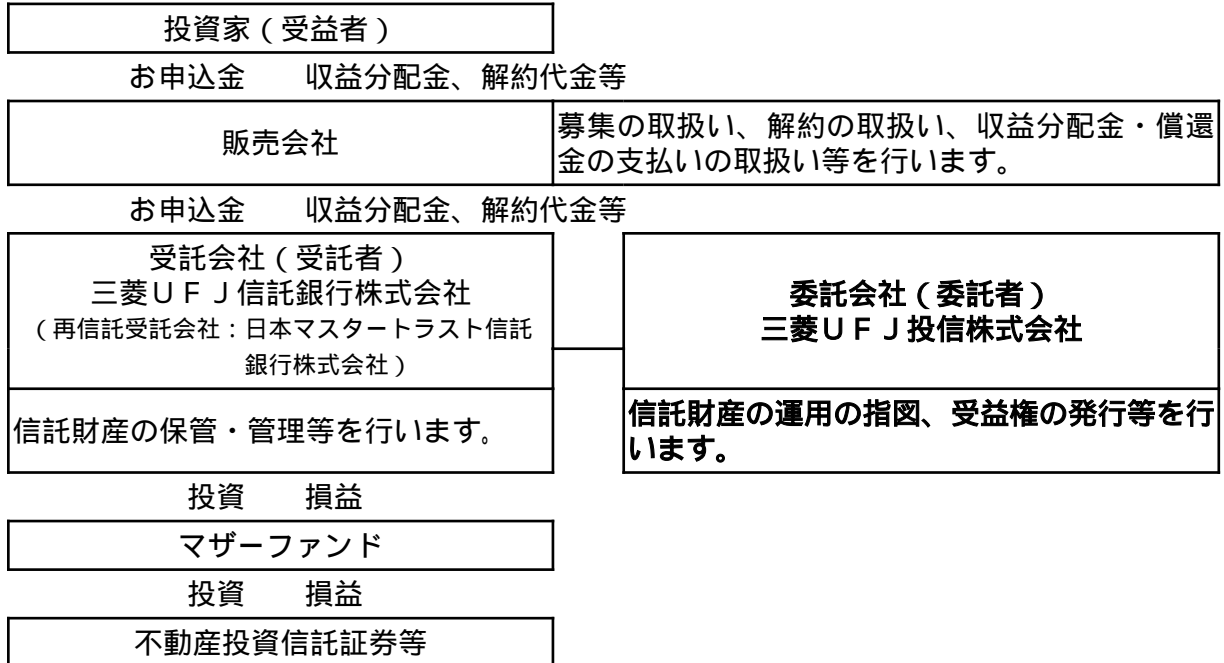 投資家(受益者)
お申込金　収益分配金、解約代金等
販売会社
募集の取扱い、解約の取扱い、収益分配金・償還
金の支払いの取扱い等を行います。
お申込金　収益分配金、解約代金等
受託会社(受託者)
三菱UFJ信託銀行株式会社
(再信託受託会社:日本マスタートラスト信託
銀行株式会社)
委託会社(委託者)
三菱UFJ投信株式会社
信託財産の保管・管理等を行います。
信託財産の運用の指図、受益権の発行等を行
います。
投資　損益
マザーファンド
投資　損益
不動産投資信託証券等